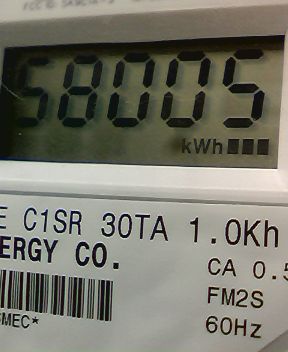 58005
kWh
E C1SR 30TA 1.0Kh
ERGY CO.
CA 0.5
FM2S
MEC*
60Hz